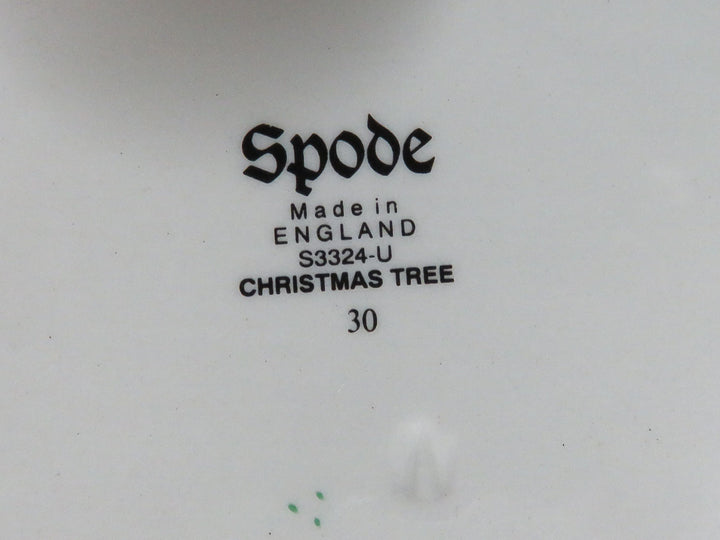 Spode
Made in
ENGLAND
S3324-U
CHRISTMAS TREE
30